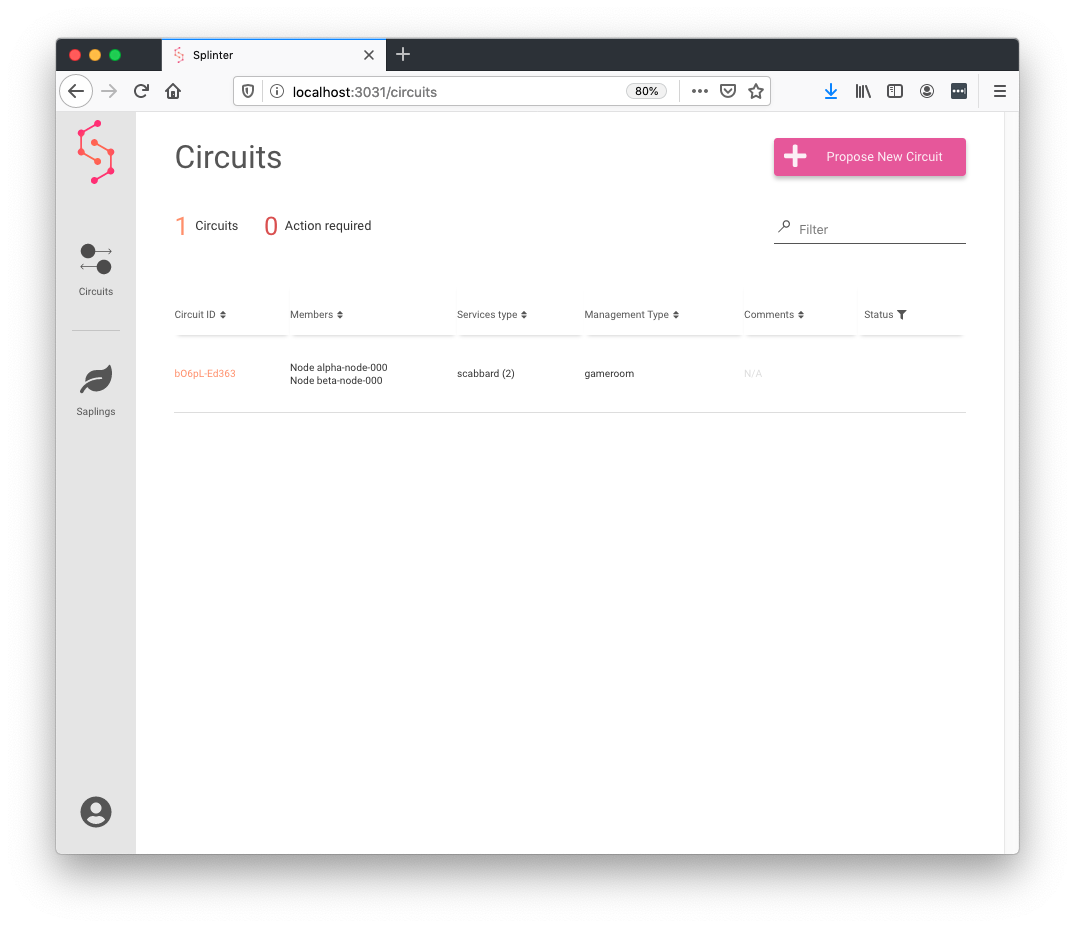 Splinter
localhost:3031/circuits
80%
Circuits
Propose New Circuit
1 Circuits
0 Action required
Filter
Circuits
Saplings
Circuit ID Members Services type Management Type Comments Status
bO6pL-Ed363 Node alpha-node-000 scabbard (2) gameroom N/A
Node beta-node-000